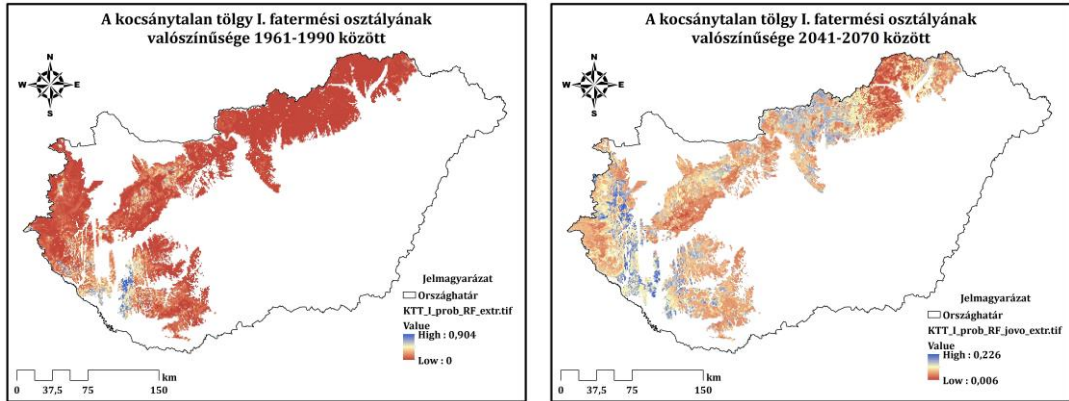 A kocsánytalan tölgy I. fatermési osztályának
valószínűsége 1961-1990 között
N
W E
S
Jelmagyarázat
Országhatár
KTT_I_prob_RF_extr.tif
Value
High : 0,904
Low : 0
km
0 37,5 75 150
A kocsánytalan tölgy I. fatermési osztályának
valószínűsége 2041-2070 között
N
W E
S
Jelmagyarázat
Országhatár
KTT_I_prob_RF_jovo_extr.tif
Value
High : 0,226
Low : 0,006
km
0 37,5 75 150